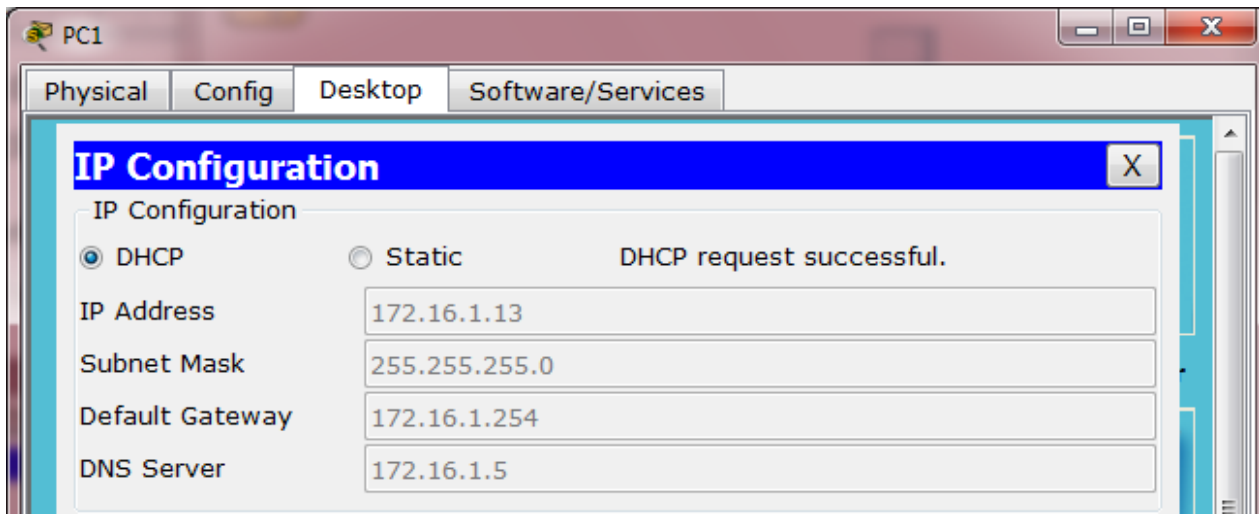 PC1
X
Physical Config Desktop Software/Services
IP Configuration X
IP Configuration
DHCP Static DHCP request successful.
IP Address 172.16.1.13
Subnet Mask 255.255.255.0
Default Gateway 172.16.1.254
DNS Server 172.16.1.5